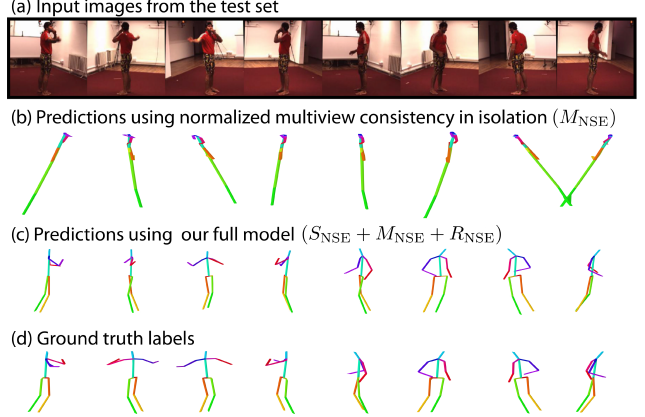 (a) Input images from the test set
(b) Predictions using normalized multiview consistency in isolation (M_NSE)
(c) Predictions using our full model (S_NSE + M_NSE + R_NSE)
(d) Ground truth labels